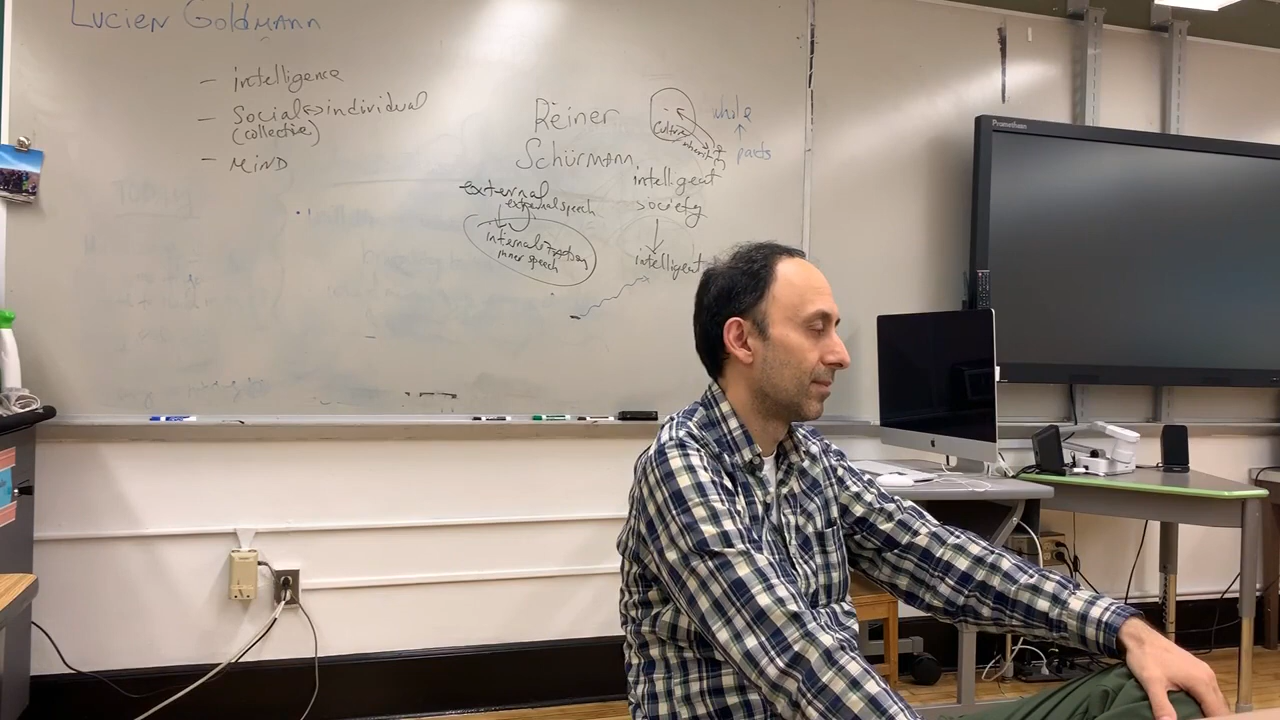 Lucien Goldmann
- intelligence
- Social ↔ individual
(collective)
- MIND
Reiner
Schürmann
culture
whole
↑
parts
external
external speech
internal
inner speech
intelligent
society
↓
intelligent
Promethean